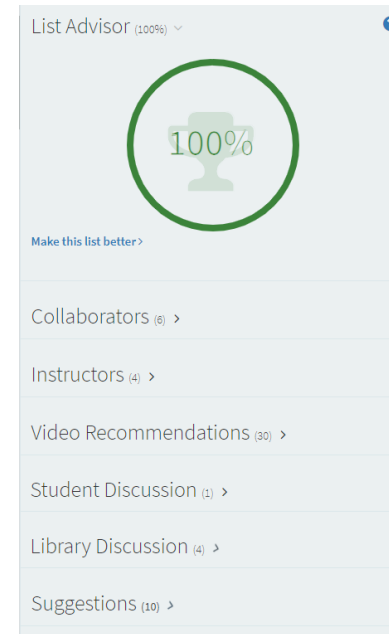 List Advisor (100%)
100%
Make this list better >
Collaborators (6) >
Instructors (4) >
Video Recommendations (30) >
Student Discussion (1) >
Library Discussion (4) >
Suggestions (10) >